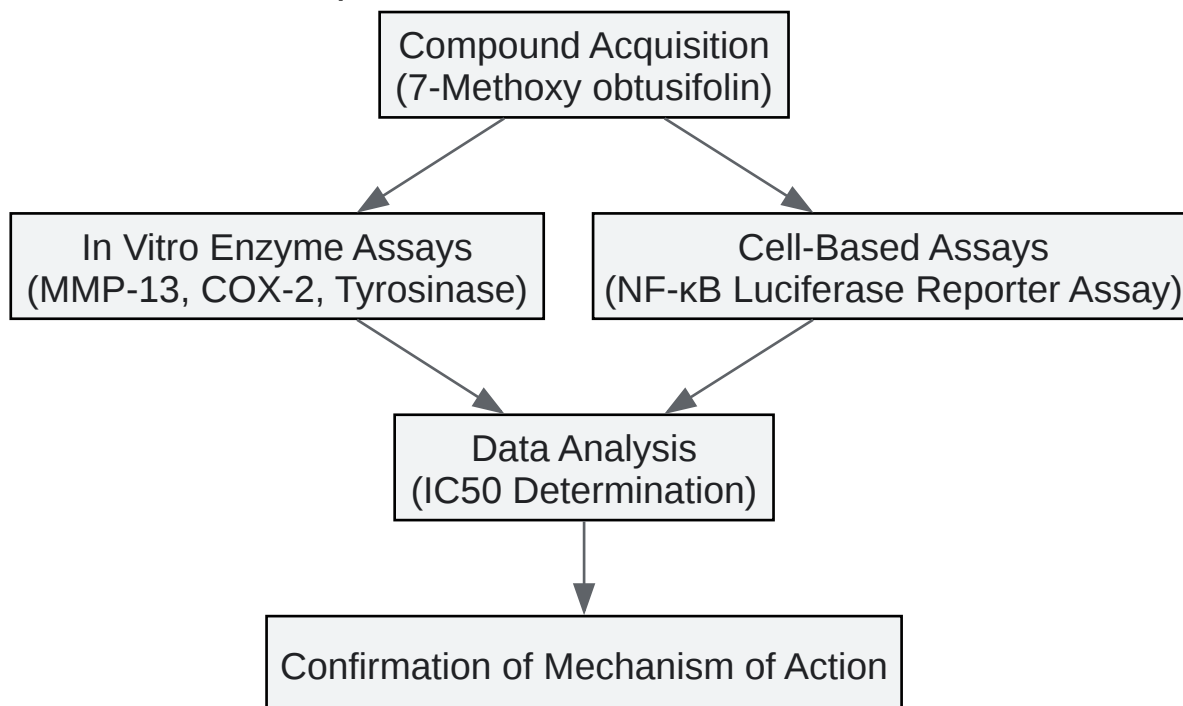 Compound Acquisition
(7-Methoxy obtusifolin)
In Vitro Enzyme Assays
(MMP-13, COX-2, Tyrosinase)
Cell-Based Assays
(NF-κB Luciferase Reporter Assay)
Data Analysis
(IC50 Determination)
Confirmation of Mechanism of Action